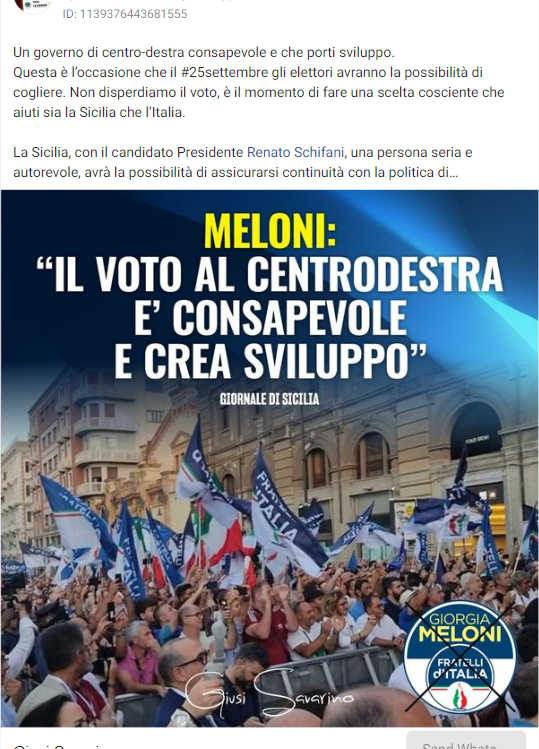 ID: 1139376443681555
Un governo di centro-destra consapevole e che porti sviluppo.
Questa è l'occasione che il #25settembre gli elettori avranno la possibilità di
cogliere. Non disperdiamo il voto, è il momento di fare una scelta cosciente che
aiuti sia la Sicilia che l'Italia.
La Sicilia, con il candidato Presidente Renato Schifani, una persona seria e
autorevole, avrà la possibilità di assicurarsi continuità con la politica di...
MELONI:
“IL VOTO AL CENTRODESTRA
E’ CONSAPEVOLE
E CREA SVILUPPO”
GIORNALE DI SICILIA
FRATELLI
d'ITALIA
GIORGIA
MELONI
FRATELLI
d'ITALIA
Giusi Savarino